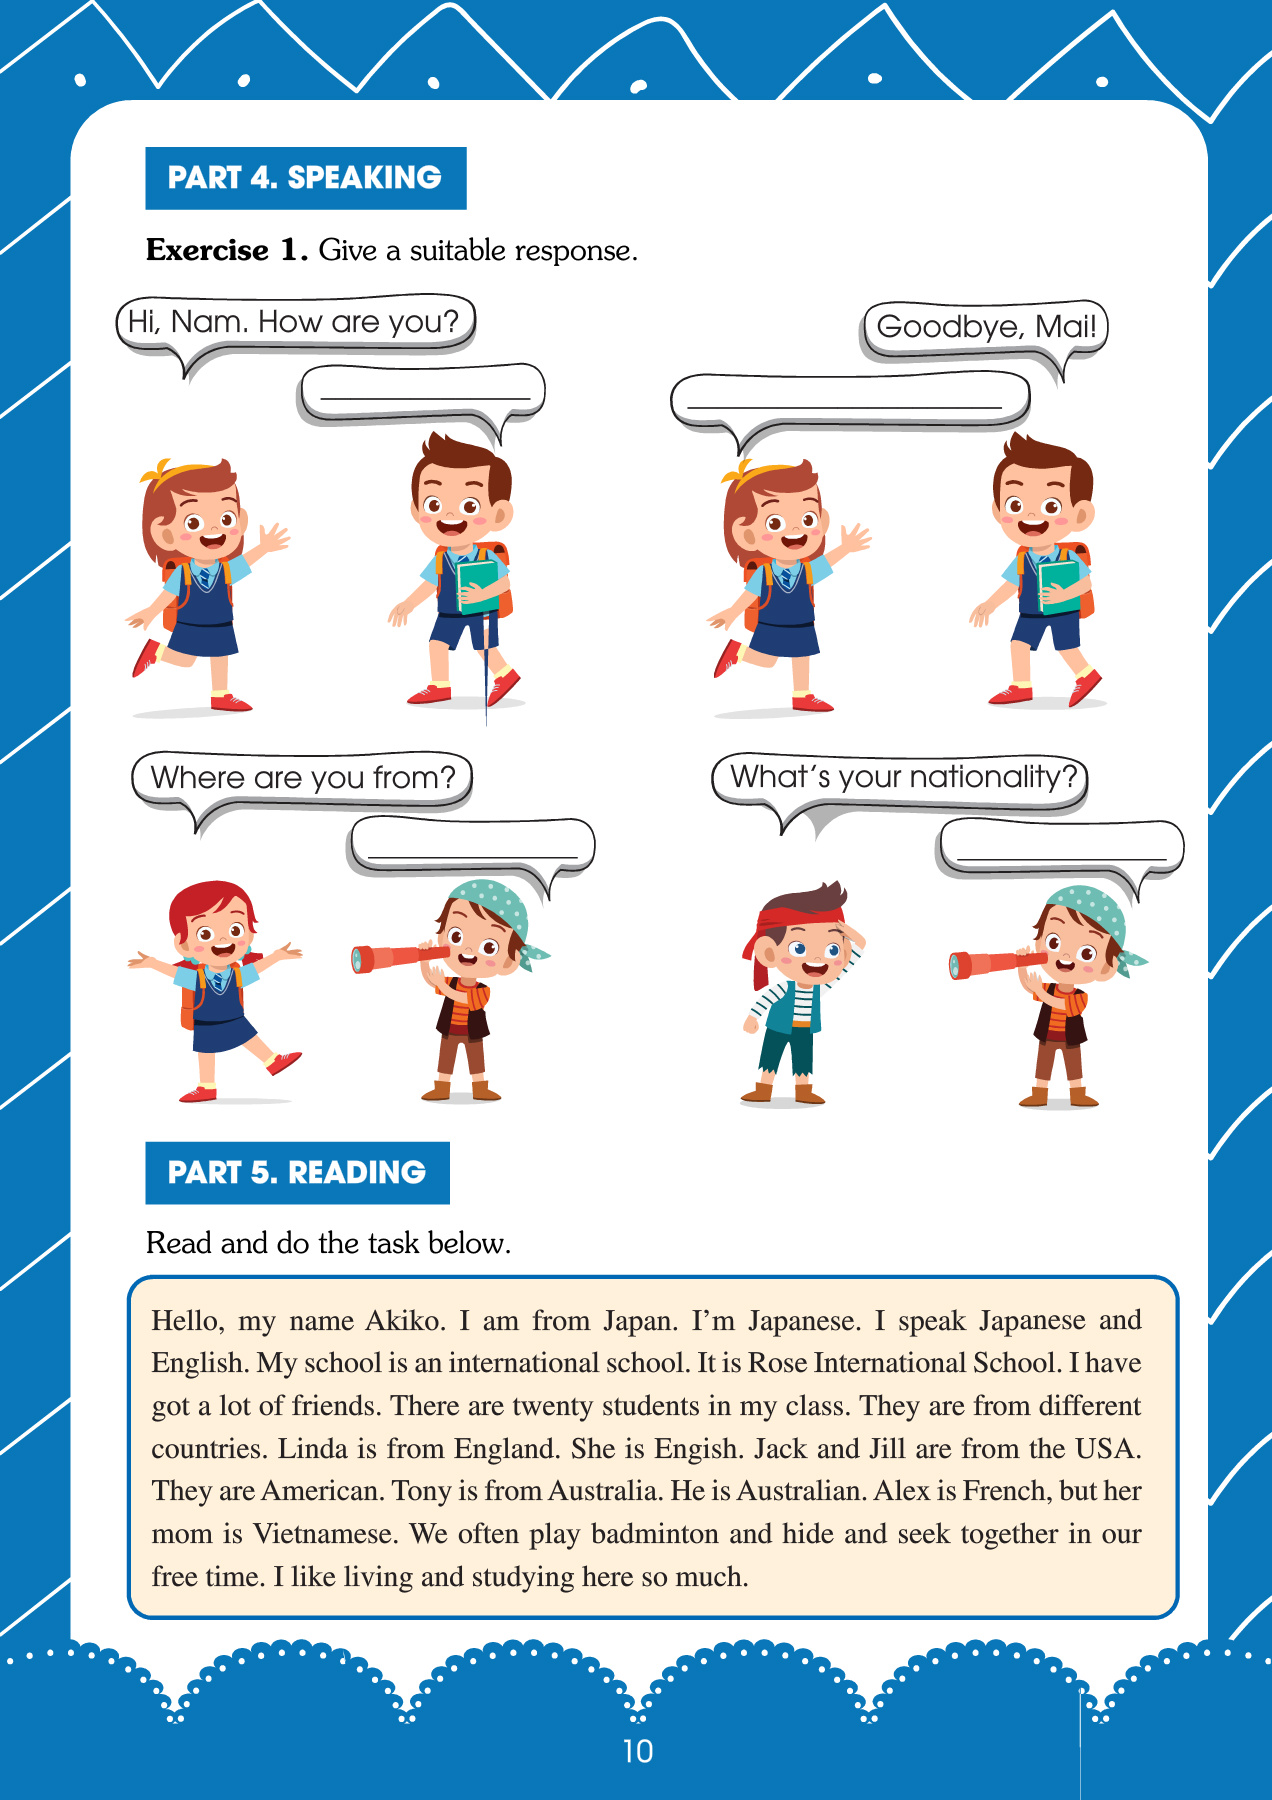 PART 4. SPEAKING
Exercise 1. Give a suitable response.
Hi, Nam. How are you?
Goodbye, Mai!
Where are you from?
What's your nationality?
PART 5. READING
Read and do the task below.
Hello, my name Akiko. I am from Japan. I'm Japanese. I speak Japanese and
English. My school is an international school. It is Rose International School. I have
got a lot of friends. There are twenty students in my class. They are from different
countries. Linda is from England. She is Engish. Jack and Jill are from the USA.
They are American. Tony is from Australia. He is Australian. Alex is French, but her
mom is Vietnamese. We often play badminton and hide and seek together in our
free time. I like living and studying here so much.
10